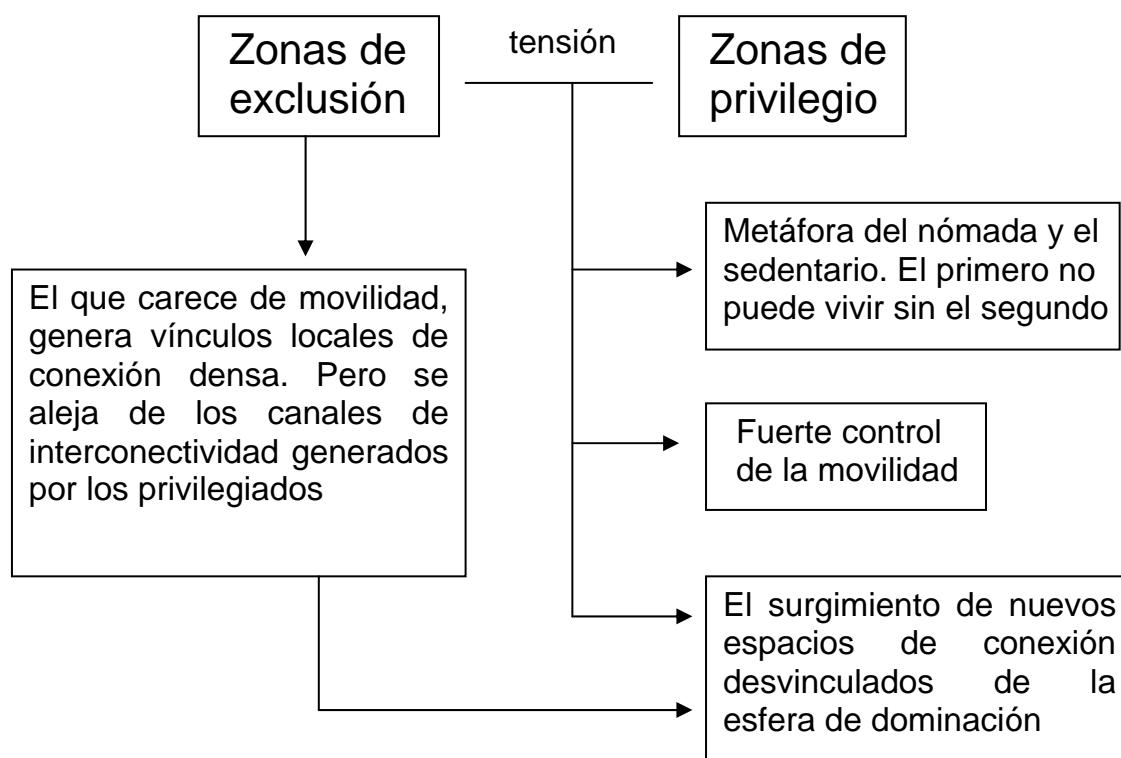 Zonas de
exclusión
tensión
Zonas de
privilegio
Metáfora del nómada y el
sedentario. El primero no
puede vivir sin el segundo
El que carece de movilidad,
genera vínculos locales de
conexión densa. Pero se
aleja de los canales de
interconectividad generados
por los privilegiados
Fuerte control
de la movilidad
El surgimiento de nuevos
espacios de conexión
desvinculados de la
esfera de dominación